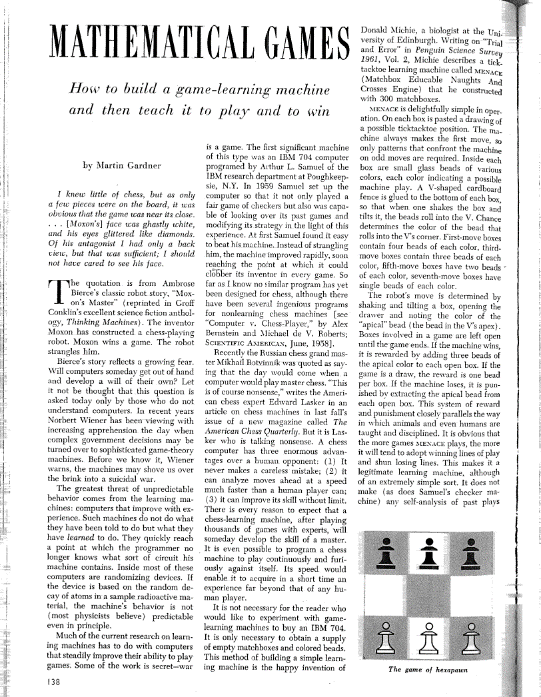 MATHEMATICAL GAMES
How to build a game-learning machine
and then teach it to play and to win
by Martin Gardner
I knew little of chess, but as only
a few pieces were on the board, it was
obvious that the game was near its close.
. . . [Moxon's] face was ghastly white,
and his eyes glittered like diamonds.
Of his antagonist I had only a back
view, but that was sufficient; I should
not have cared to see his face.
The quotation is from Ambrose
Bierce's classic robot story, "Mox-
on's Master" (reprinted in Groff
Conklin's excellent science fiction anthol-
ogy, Thinking Machines). The inventor
Moxon has constructed a chess-playing
robot. Moxon wins a game. The robot
strangles him.
Bierce's story reflects a growing fear.
Will computers someday get out of hand
and develop a will of their own? Let
it not be thought that this question is
asked today only by those who do not
understand computers. In recent years
Norbert Wiener has been viewing with
increasing apprehension the day when
complex government decisions may be
turned over to sophisticated game-theory
machines. Before we know it, Wiener
warns, the machines may shove us over
the brink into a suicidal war.
The greatest threat of unpredictable
behavior comes from the learning ma-
chines: computers that improve with ex-
perience. Such machines do not do what
they have been told to do but what they
have learned to do. They quickly reach
a point at which the programmer no
longer knows what sort of circuit his
machine contains. Inside most of these
computers are randomizing devices. If
the device is based on the random de-
cay of atoms in a sample radioactive ma-
terial, the machine's behavior is not
(most physicists believe) predictable
even in principle.
Much of the current research on learn-
ing machines has to do with computers
that steadily improve their ability to play
games. Some of the work is secret—war
138
is a game. The first significant machine
of this type was an IBM 704 computer
programed by Arthur L. Samuel of the
IBM research department at Poughkeep-
sie, N.Y. In 1959 Samuel set up the
computer so that it not only played a
fair game of checkers but also was capa-
ble of looking over its past games and
modifying its strategy in the light of this
experience. At first Samuel found it easy
to beat his machine. Instead of strangling
him, the machine improved rapidly, soon
reaching the point at which it could
clobber its inventor in every game. So
far as I know no similar program has yet
been designed for chess, although there
have been several ingenious programs
for nonlearning chess machines [see
"Computer v. Chess-Player," by Alex
Bernstein and Michael de V. Roberts;
SCIENTIFIC AMERICAN, June, 1958].
Recently the Russian chess grand mas-
ter Mikhail Botvinnik was quoted as say-
ing that the day would come when a
computer would play master chess. "This
is of course nonsense," writes the Ameri-
can chess expert Edward Lasker in an
article on chess machines in last fall's
issue of a new magazine called The
American Chess Quarterly. But it is Las-
ker who is talking nonsense. A chess
computer has three enormous advan-
tages over a human opponent: (1) It
never makes a careless mistake; (2) it
can analyze moves ahead at a speed
much faster than a human player can;
(3) it can improve its skill without limit.
There is every reason to expect that a
chess-learning machine, after playing
thousands of games with experts, will
someday develop the skill of a master.
It is even possible to program a chess
machine to play continuously and furi-
ously against itself. Its speed would
enable it to acquire in a short time an
experience far beyond that of any hu-
man player.
It is not necessary for the reader who
would like to experiment with game-
learning machines to buy an IBM 704.
It is only necessary to obtain a supply
of empty matchboxes and colored beads.
This method of building a simple learn-
ing machine is the happy invention of
Donald Michie, a biologist at the Uni-
versity of Edinburgh. Writing on "Trial
and Error" in Penguin Science Survey
1961, Vol. 2, Michie describes a tick-
tacktoe learning machine called MENACE
(Matchbox Educable Naughts And
Crosses Engine) that he constructed
with 300 matchboxes.
MENACE is delightfully simple in oper-
ation. On each box is pasted a drawing of
a possible ticktacktoe position. The ma-
chine always makes the first move, so
only patterns that confront the machine
on odd moves are required. Inside each
box are small glass beads of various
colors, each color indicating a possible
machine play. A V-shaped cardboard
fence is glued to the bottom of each box,
so that when one shakes the box and
tilts it, the beads roll into the V. Chance
determines the color of the bead that
rolls into the V's corner. First-move boxes
contain four beads of each color, third-
move boxes contain three beads of each
color, fifth-move boxes have two beads
of each color, seventh-move boxes have
single beads of each color.
The robot's move is determined by
shaking and tilting a box, opening the
drawer and noting the color of the
"apical" bead (the bead in the V's apex).
Boxes involved in a game are left open
until the game ends. If the machine wins,
it is rewarded by adding three beads of
the apical color to each open box. If the
game is a draw, the reward is one bead
per box. If the machine loses, it is pun-
ished by extracting the apical bead from
each open box. This system of reward
and punishment closely parallels the way
in which animals and even humans are
taught and disciplined. It is obvious that
the more games MENACE plays, the more
it will tend to adopt winning lines of play
and shun losing lines. This makes it a
legitimate learning machine, although
of an extremely simple sort. It does not
make (as does Samuel's checker ma-
chine) any self-analysis of past plays
The game of hexapawn